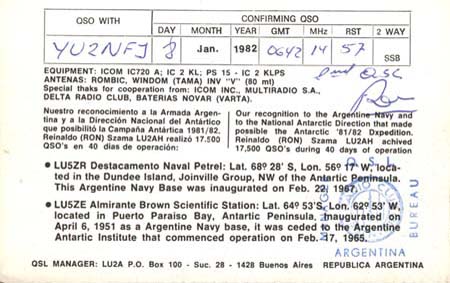 QSO WITH
CONFIRMING QSO
DAY MONTH YEAR GMT MHz RST 2 WAY
YU2NFJ 8 Jan. 1982 0642 14 57 SSB
EQUIPMENT: ICOM IC720 A; IC 2 KL; PS 15 - IC 2 KLPS
ANTENAS: ROMBIC, WINDOM (TAMA) INV "V" (80 mt)
Special thaks for cooperation from: ICOM INC., MULTIRADIO S.A.,
DELTA RADIO CLUB, BATERIAS NOVAR (VARTA).
QSL
Nuestro reconocimiento a la Armada Argentina
y a la Dirección Nacional del Antártico
que posibilitó la Campaña Antártica 1981/82.
Reinaldo (RON) Szama LU2AH realizó 17.500
QSO's en 40 días de operación:
Our recognition to the Argentine Navy and
to the National Antarctic Direction that made
possible the Antarctic '81/82 Dxpedition.
Reinaldo (RON) Szama LU2AH achived
17.500 QSO's during 40 days of operation
● LU5ZR Destacamento Naval Petrel: Lat. 68º 28' S, Lon. 56º 17' W, located
in the Dundee Island, Joinville Group, NW of the Antarctic Peninsula.
This Argentine Navy Base was inaugurated on Feb. 22, 1967.
● LU5ZE Almirante Brown Scientific Station: Lat. 64º 53'S, Lon. 62º 53' W,
located in Puerto Paraiso Bay, Antartic Peninsula. Inaugurated on
April 6, 1951 as a Argentine Navy base, it was ceded to the Argentine
Antartic Institute that commenced operation on Feb. 17, 1965.
QSL
RADIO CLUB
BUREAU
ARGENTINA
QSL MANAGER: LU2A P.O. Box 100 - Suc. 28 - 1428 Buenos Aires REPUBLICA ARGENTINA